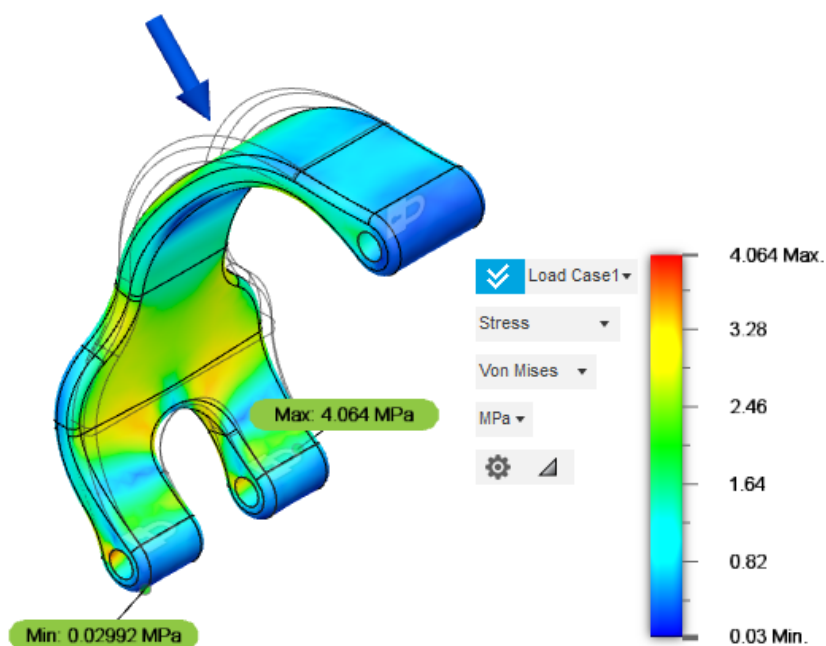 4.064 Max.
Load Case1
Stress
3.28
Von Mises
2.46
Max: 4.064 MPa
MPa
1.64
0.82
Min: 0.02992 MPa
0.03 Min.